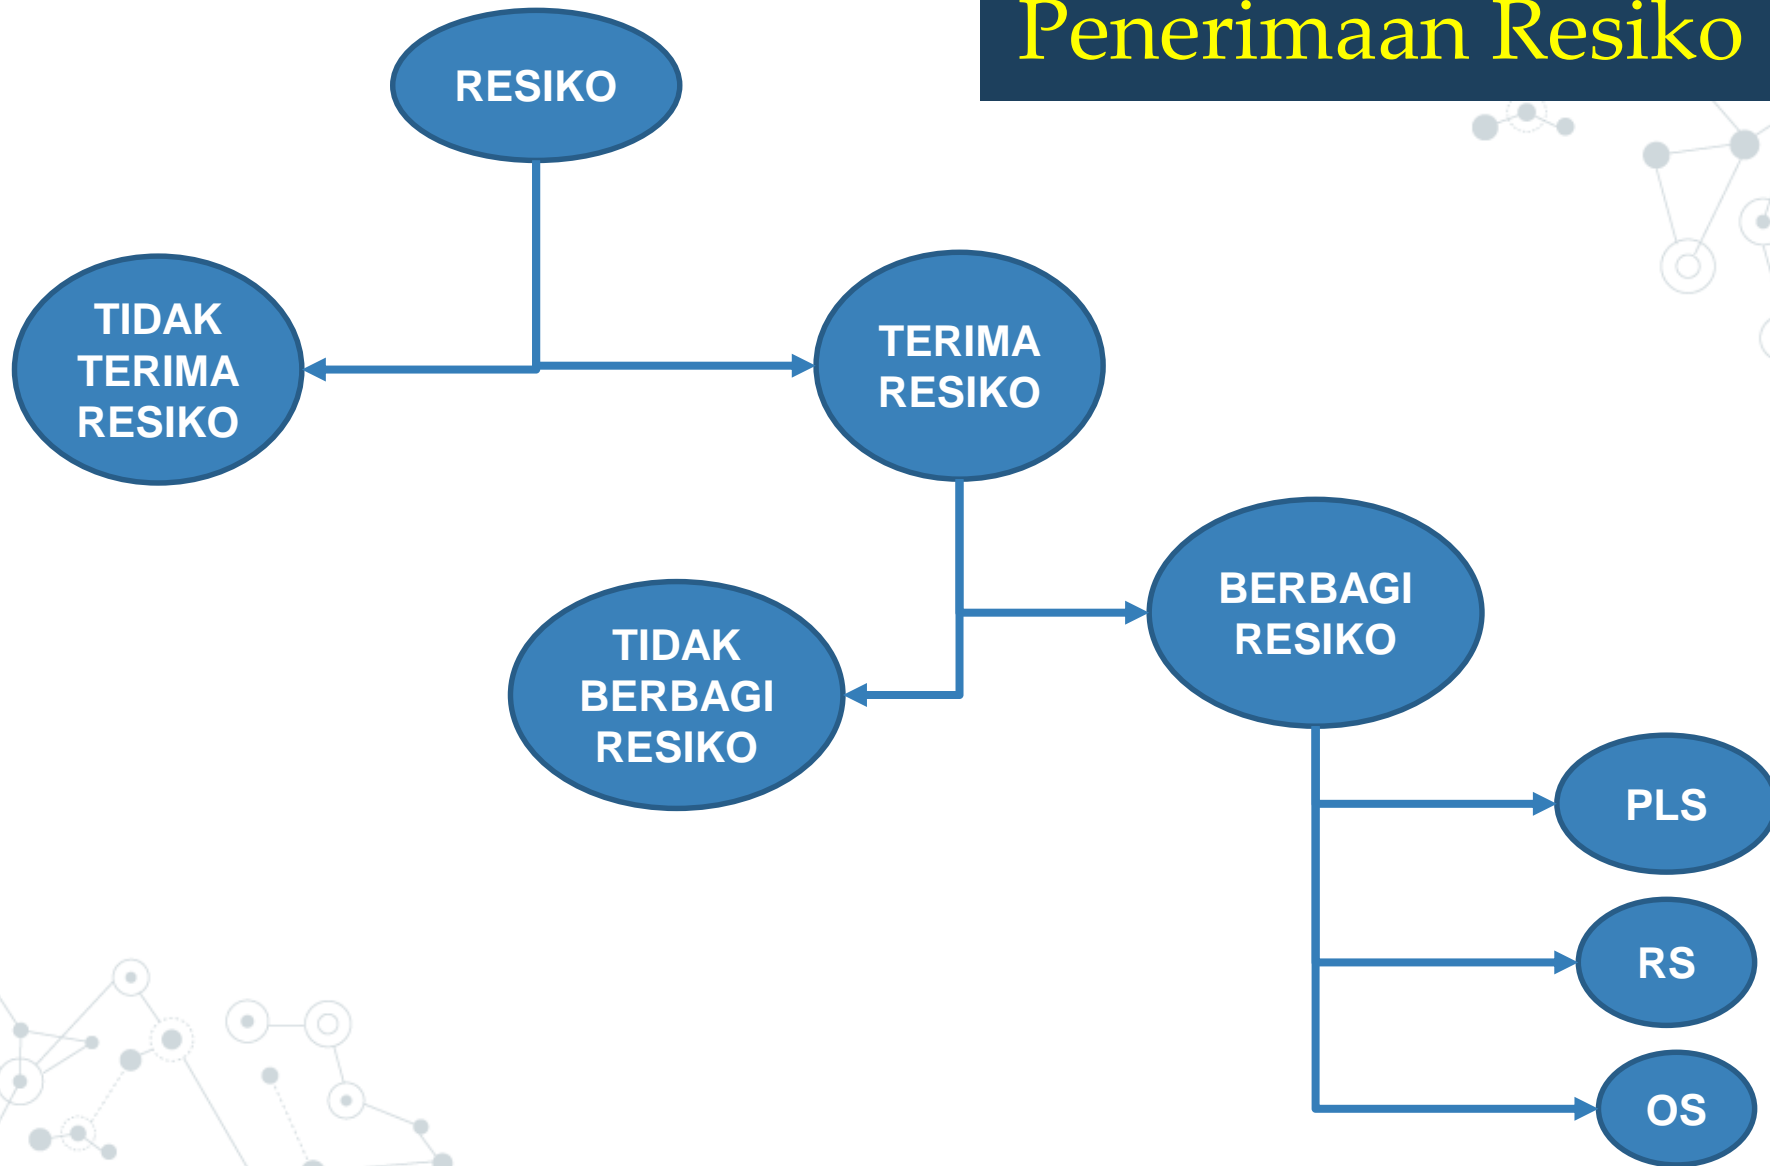 Penerimaan Resiko
RESIKO
TIDAK
TERIMA
RESIKO
TERIMA
RESIKO
TIDAK
BERBAGI
RESIKO
BERBAGI
RESIKO
PLS
RS
OS